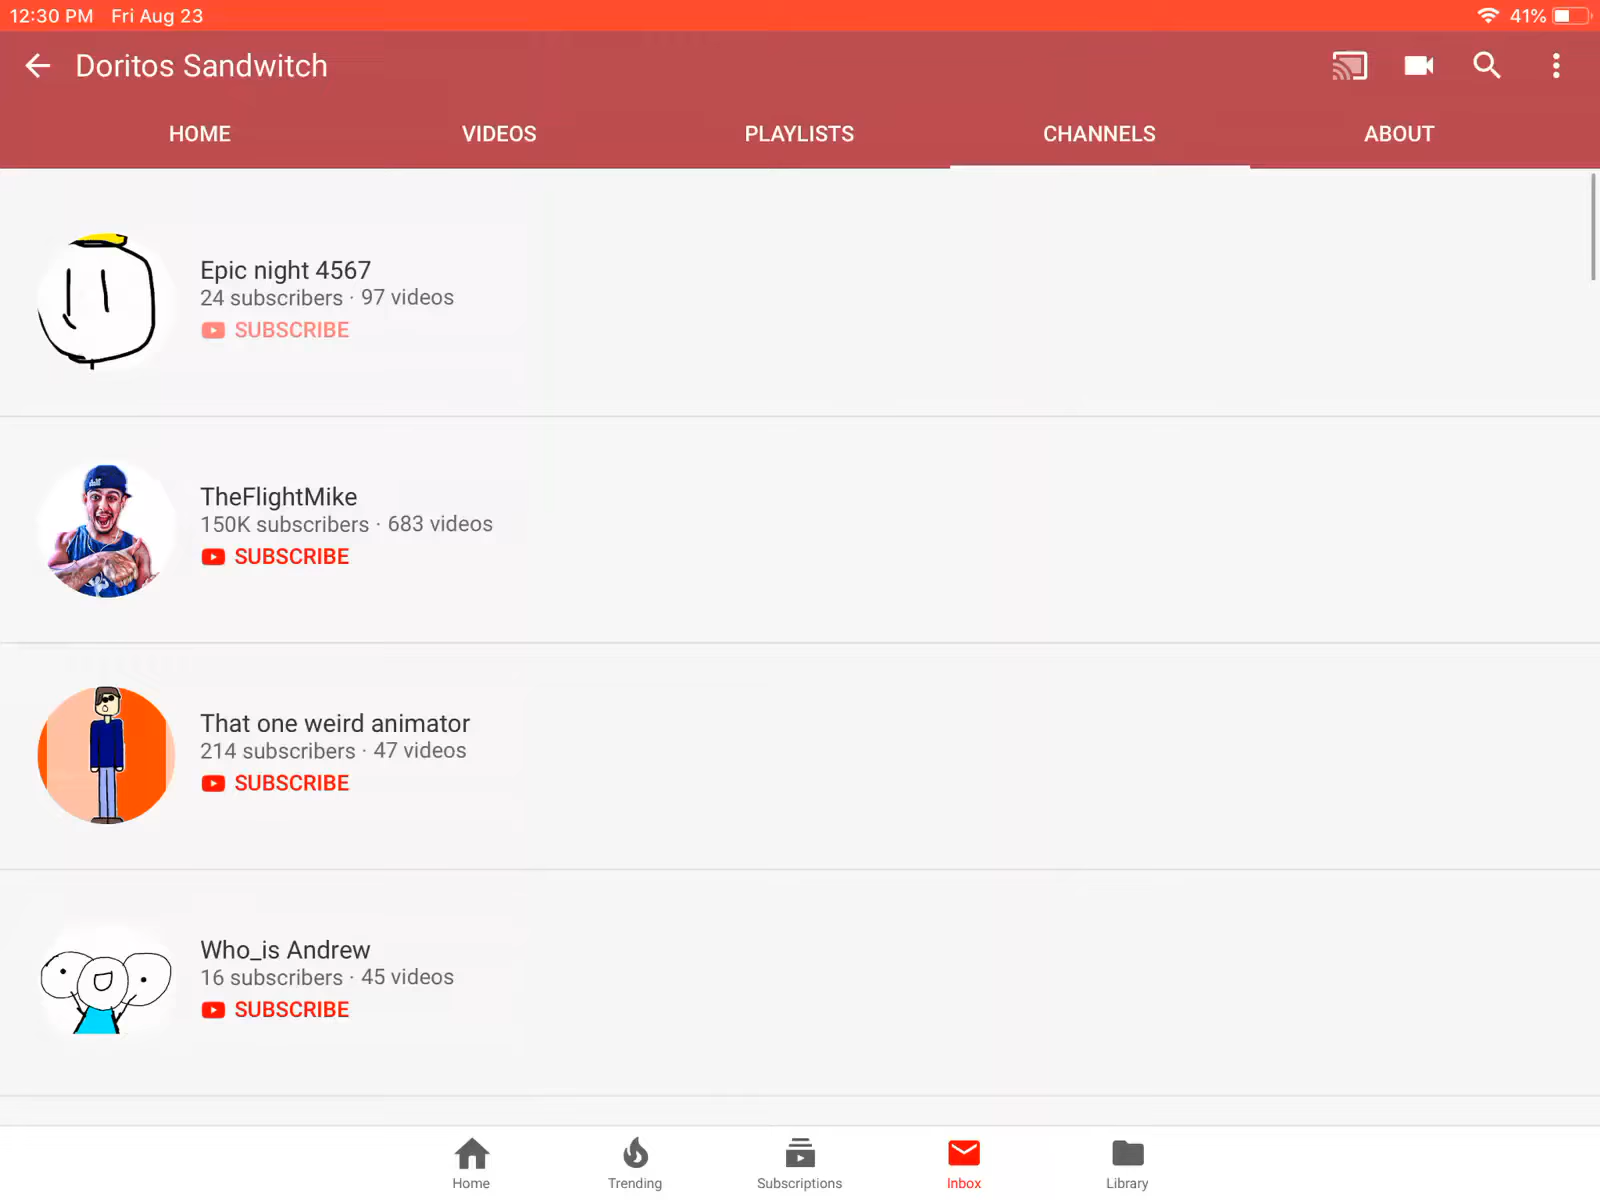 12:30 PM Fri Aug 23 41%
Doritos Sandwitch
HOME VIDEOS PLAYLISTS CHANNELS ABOUT
Epic night 4567
24 subscribers · 97 videos
SUBSCRIBE
TheFlightMike
150K subscribers · 683 videos
SUBSCRIBE
That one weird animator
214 subscribers · 47 videos
SUBSCRIBE
Who_is Andrew
16 subscribers · 45 videos
SUBSCRIBE
Home Trending Subscriptions Inbox Library